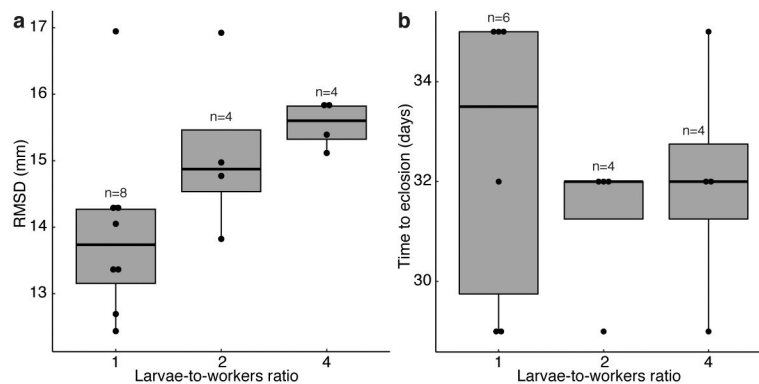 a
RMSD (mm)
17
16
15
14
13
n=8
n=4
n=4
1
2
4
Larvae-to-workers ratio
b
Time to eclosion (days)
34
32
30
n=6
n=4
n=4
1
2
4
Larvae-to-workers ratio